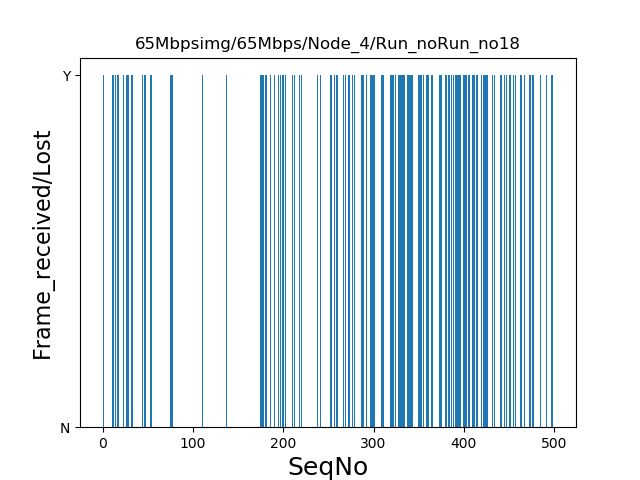 65Mbpsimg/65Mbps/Node_4/Run_noRun_no18
Y
Frame_received/Lost
N
0 100 200 300 400 500
SeqNo